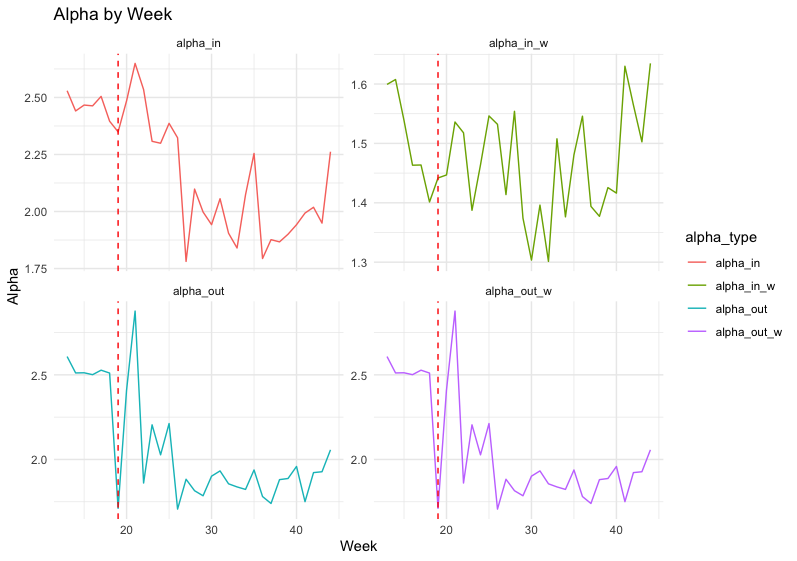 Alpha by Week
alpha_in
alpha_in_w
2.50
2.25
2.00
1.75
1.6
1.5
1.4
1.3
Alpha
alpha_out
alpha_out_w
2.5
2.0
2.5
2.0
20
30
40
20
30
40
Week
alpha_type
alpha_in
alpha_in_w
alpha_out
alpha_out_w